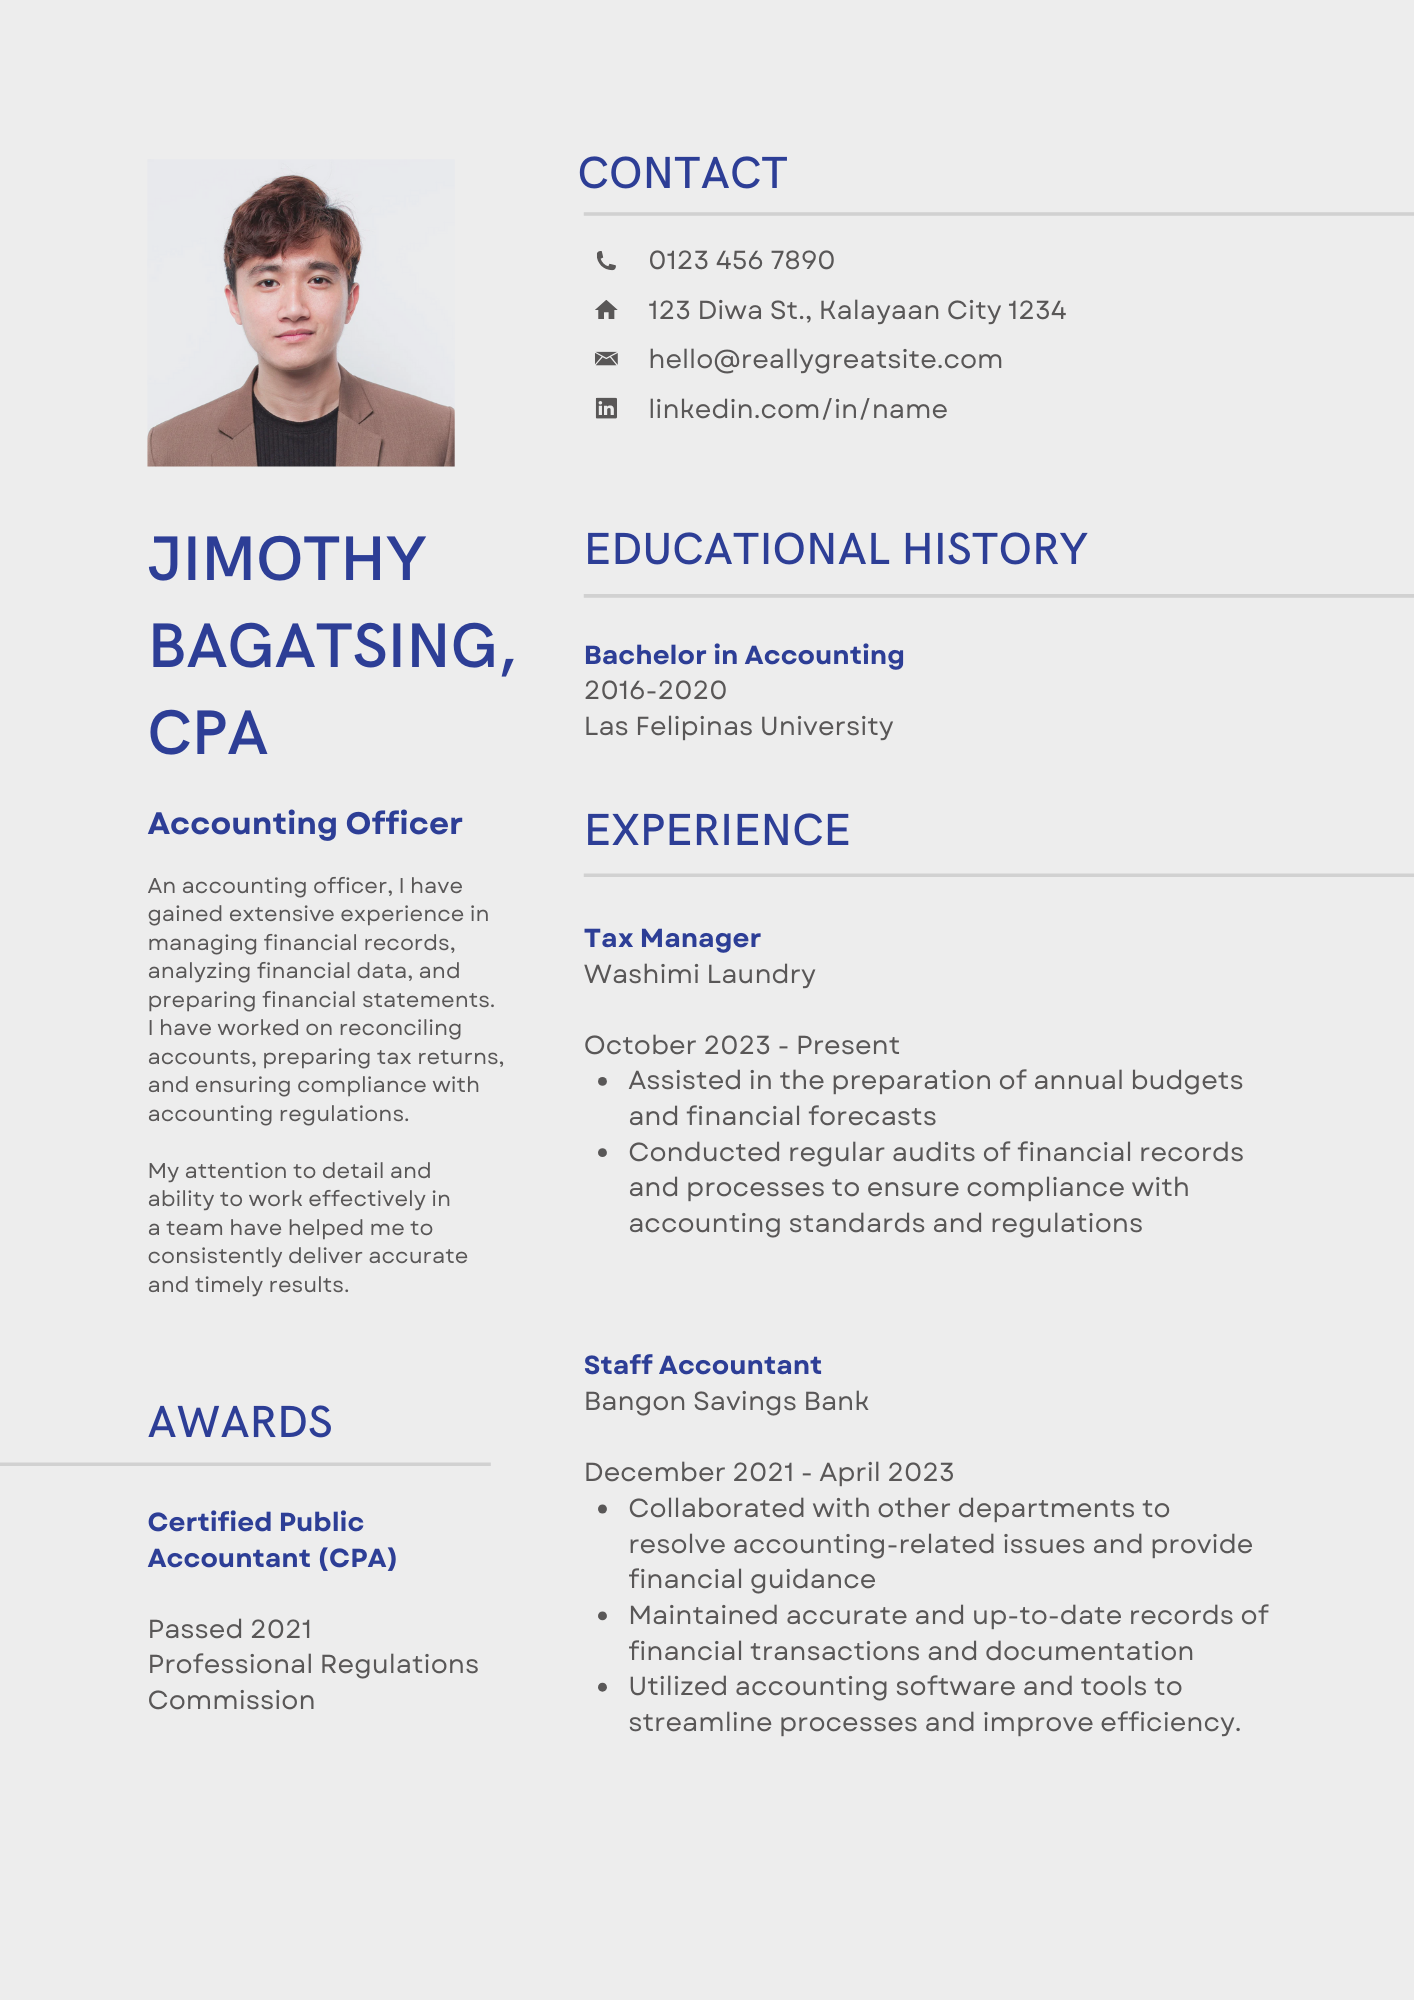 JIMOTHY
BAGATSING,
CPA
Accounting Officer
An accounting officer, I have
gained extensive experience in
managing financial records,
analyzing financial data, and
preparing financial statements.
I have worked on reconciling
accounts, preparing tax returns,
and ensuring compliance with
accounting regulations.
My attention to detail and
ability to work effectively in
a team have helped me to
consistently deliver accurate
and timely results.
AWARDS
Certified Public
Accountant (CPA)
Passed 2021
Professional Regulations
Commission
CONTACT
0123 456 7890
123 Diwa St., Kalayaan City 1234
hello@reallygreatsite.com
in
linkedin.com/in/name
EDUCATIONAL HISTORY
Bachelor in Accounting
2016-2020
Las Felipinas University
EXPERIENCE
Tax Manager
Washimi Laundry
October 2023 - Present
• Assisted in the preparation of annual budgets
and financial forecasts
• Conducted regular audits of financial records
and processes to ensure compliance with
accounting standards and regulations
Staff Accountant
Bangon Savings Bank
December 2021 - April 2023
• Collaborated with other departments to
resolve accounting-related issues and provide
financial guidance
• Maintained accurate and up-to-date records of
financial transactions and documentation
• Utilized accounting software and tools to
streamline processes and improve efficiency.